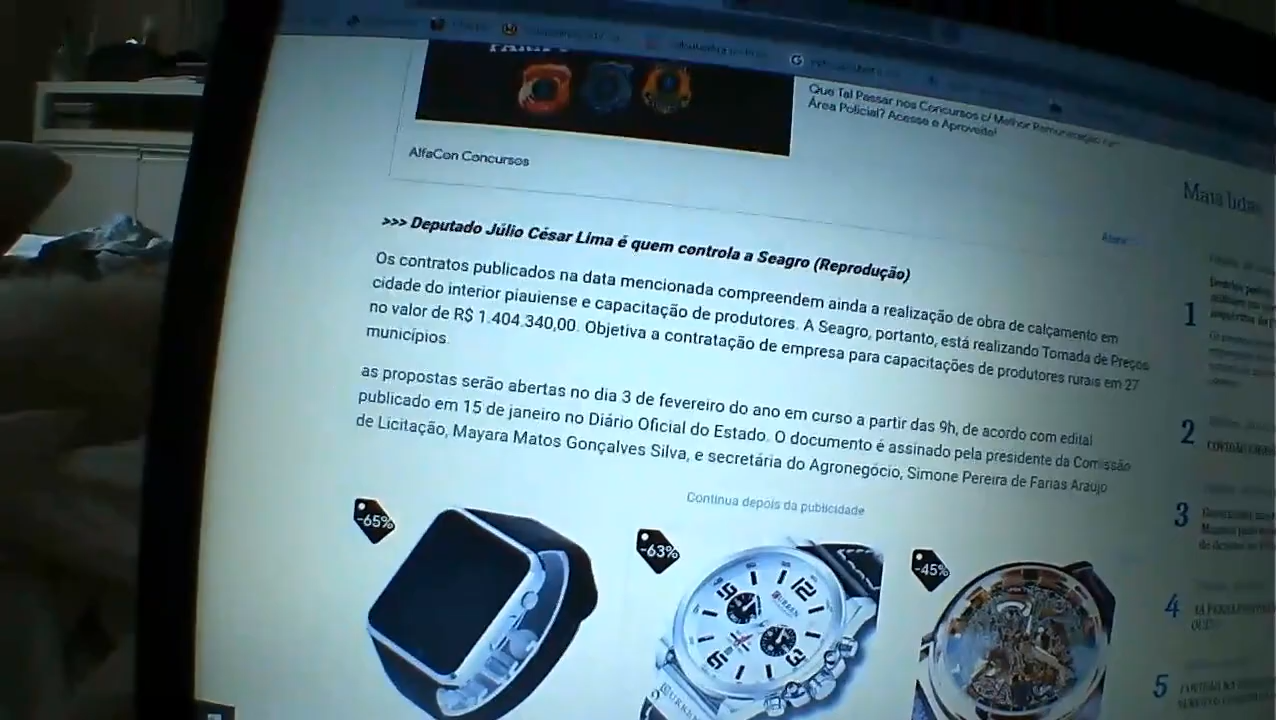 Que Tal Passar nos Concursos c/ Melhor Remuneração na
Área Policial? Acesse e Aproveite!
AlfaCon Concursos
Mais lidas
>>> Deputado Júlio César Lima é quem controla a Seagro (Reprodução)
Os contratos publicados na data mencionada compreendem ainda a realização de obra de calçamento em
cidade do interior piauiense e capacitação de produtores. A Seagro, portanto, está realizando Tomada de Preços
no valor de R$ 1.404.340,00. Objetiva a contratação de empresa para capacitações de produtores rurais em 27
municípios.
as propostas serão abertas no dia 3 de fevereiro do ano em curso a partir das 9h, de acordo com edital
publicado em 15 de janeiro no Diário Oficial do Estado. O documento é assinado pela presidente da Comissão
de Licitação, Mayara Matos Gonçalves Silva, e secretária do Agronegócio, Simone Pereira de Farias Araújo
Continua depois da publicidade
-65%
-63%
-45%
12
CURREN
1
2
3
4
5